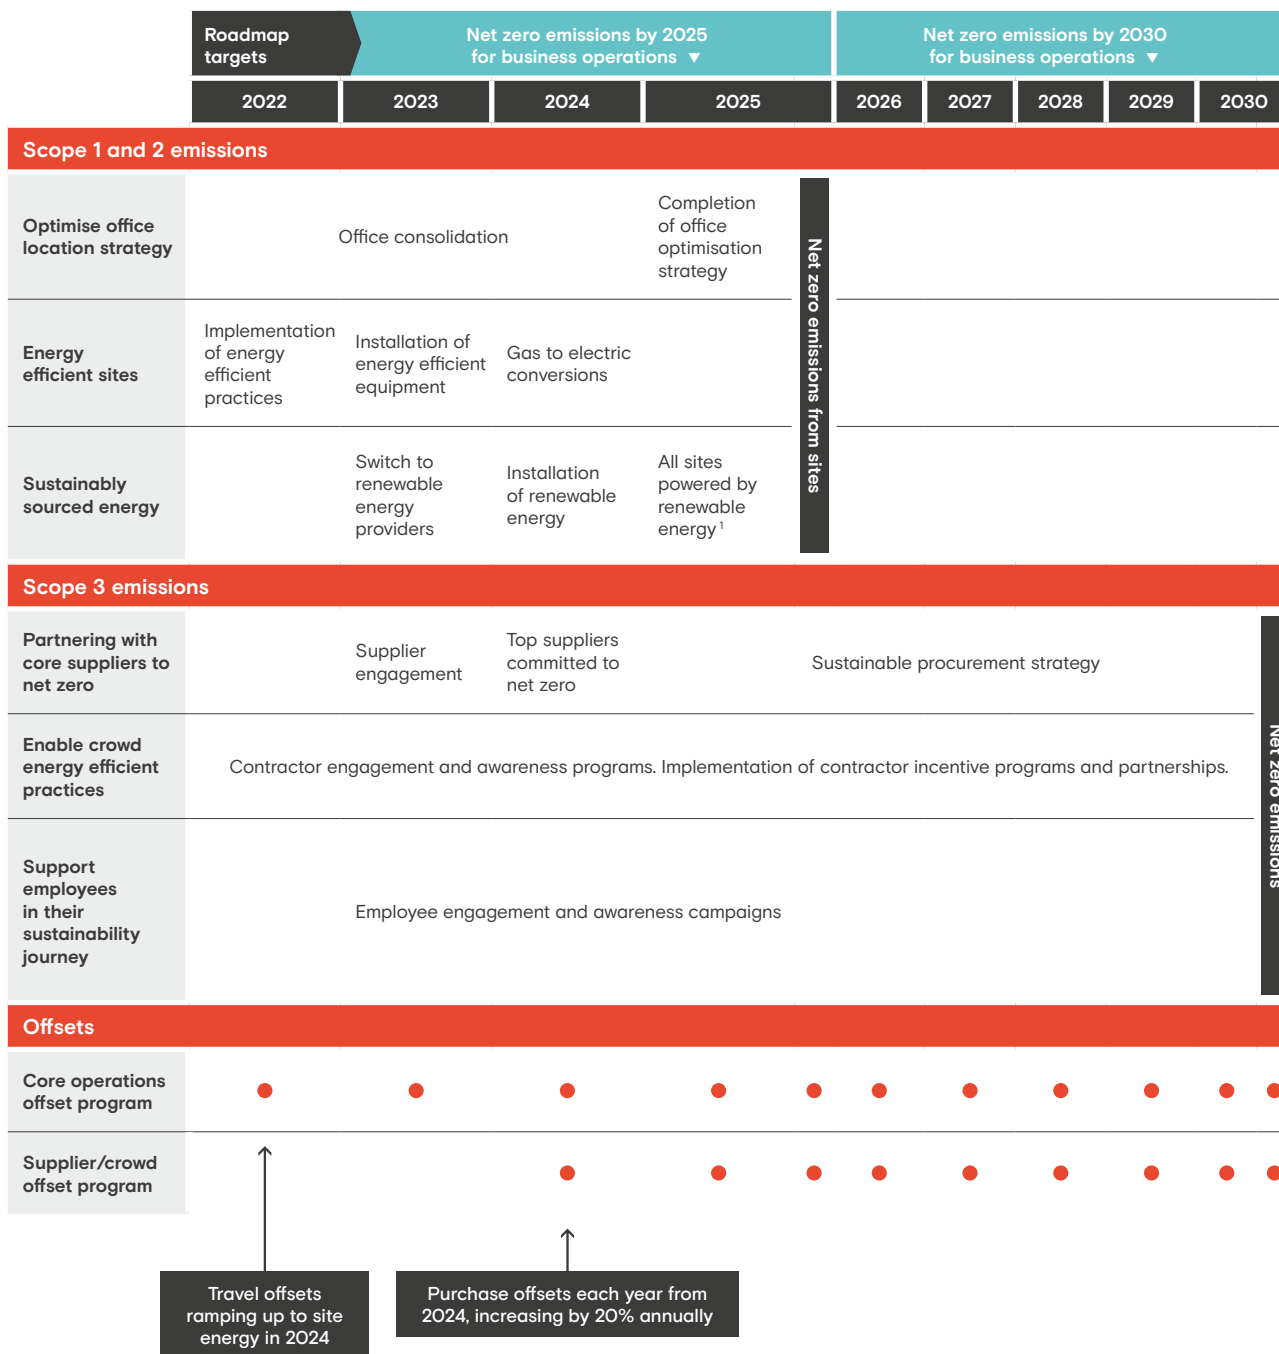 Roadmap
targets
Net zero emissions by 2025
for business operations ▼
Net zero emissions by 2030
for business operations ▼
2022
2023
2024
2025
2026
2027
2028
2029
2030
Scope 1 and 2 emissions
Optimise office
location strategy
Office consolidation
Completion
of office
optimisation
strategy
Net zero emissions from sites
Energy
efficient sites
Implementation
of energy
efficient
practices
Installation of
energy efficient
equipment
Gas to electric
conversions
Sustainably
sourced energy
Switch to
renewable
energy
providers
Installation
of renewable
energy
All sites
powered by
renewable
energy 1
Scope 3 emissions
Partnering with
core suppliers to
net zero
Supplier
engagement
Top suppliers
committed to
net zero
Sustainable procurement strategy
Net zero emissions
Enable crowd
energy efficient
practices
Contractor engagement and awareness programs. Implementation of contractor incentive programs and partnerships.
Support
employees
in their
sustainability
journey
Employee engagement and awareness campaigns
Offsets
Core operations
offset program
Supplier/crowd
offset program
Travel offsets
ramping up to site
energy in 2024
Purchase offsets each year from
2024, increasing by 20% annually